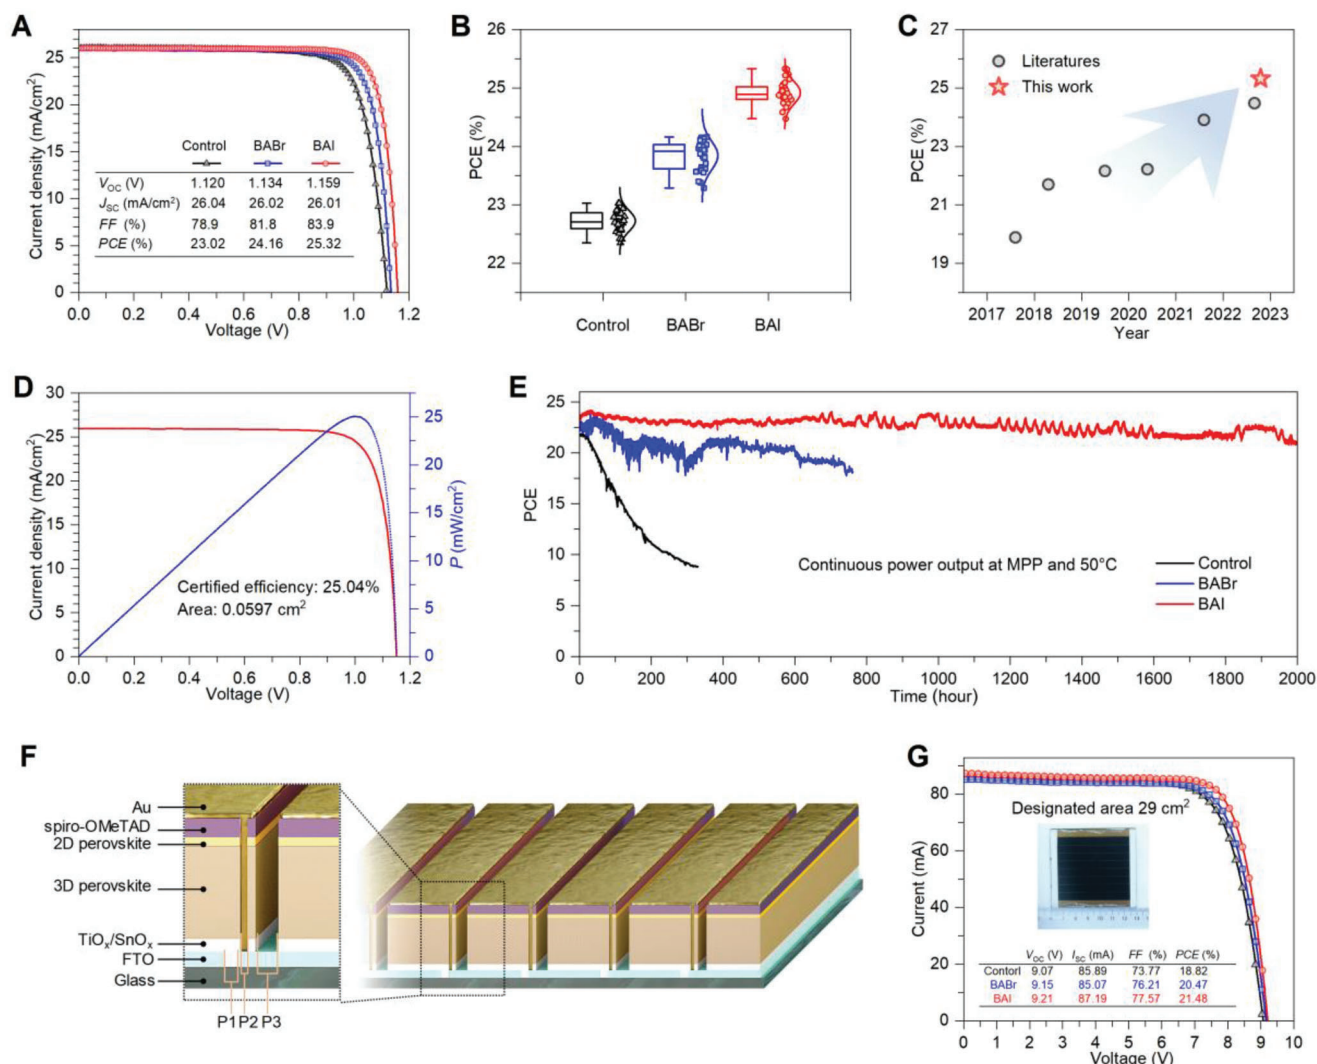 A
Current density (mA/cm²)
25
20
15
10
5
0
Control BABr BAI
V_OC (V) 1.120 1.134 1.159
J_SC (mA/cm²) 26.04 26.02 26.01
FF (%) 78.9 81.8 83.9
PCE (%) 23.02 24.16 25.32
0.0 0.2 0.4 0.6 0.8 1.0 1.2
Voltage (V)
B
PCE (%)
26
25
24
23
22
Control BABr BAI
C
PCE (%)
27
25
23
21
19
Literatures
This work
2017 2018 2019 2020 2021 2022 2023
Year
D
Current density (mA/cm²)
30
25
20
15
10
5
0
Certified efficiency: 25.04%
Area: 0.0597 cm²
25
20
15
10
5
0
P (mW/cm²)
0.0 0.2 0.4 0.6 0.8 1.0 1.2
Voltage (V)
E
PCE
25
20
15
10
5
0
Continuous power output at MPP and 50°C
Control
BABr
BAI
0 200 400 600 800 1000 1200 1400 1600 1800 2000
Time (hour)
F
Au
spiro-OMeTAD
2D perovskite
3D perovskite
TiOₓ/SnOₓ
FTO
Glass
P1 P2 P3
G
Current (mA)
80
60
40
20
0
Designated area 29 cm²
V_OC (V) I_SC (mA) FF (%) PCE (%)
Contorl 9.07 85.89 73.77 18.82
BABr 9.15 85.07 76.21 20.47
BAI 9.21 87.19 77.57 21.48
0 1 2 3 4 5 6 7 8 9 10
Voltage (V)